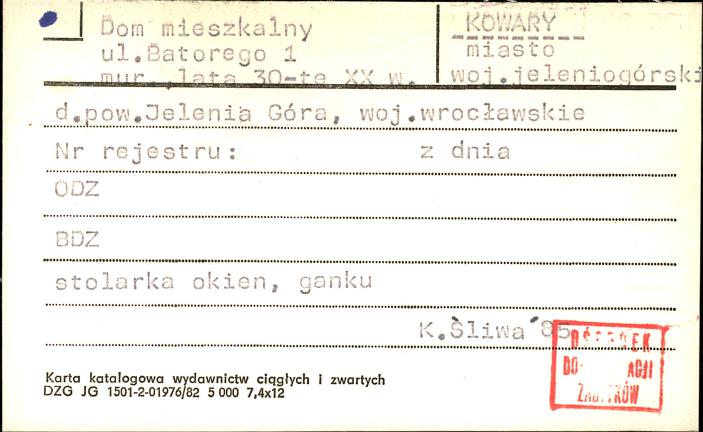 Dom mieszkalny
ul.Batorego 1
mur.,lata 30-te XX w.
KOWARY
miasto
woj.jeleniogórski
d.pow.Jelenia Góra, woj.wrocławskie
Nr rejestru: z dnia
ODZ
BDZ
stolarka okien, ganku
K.Śliwa '85
Karta katalogowa wydawnictw ciągłych i zwartych
DZG JG 1501-2-01976/82 5 000 7,4x12